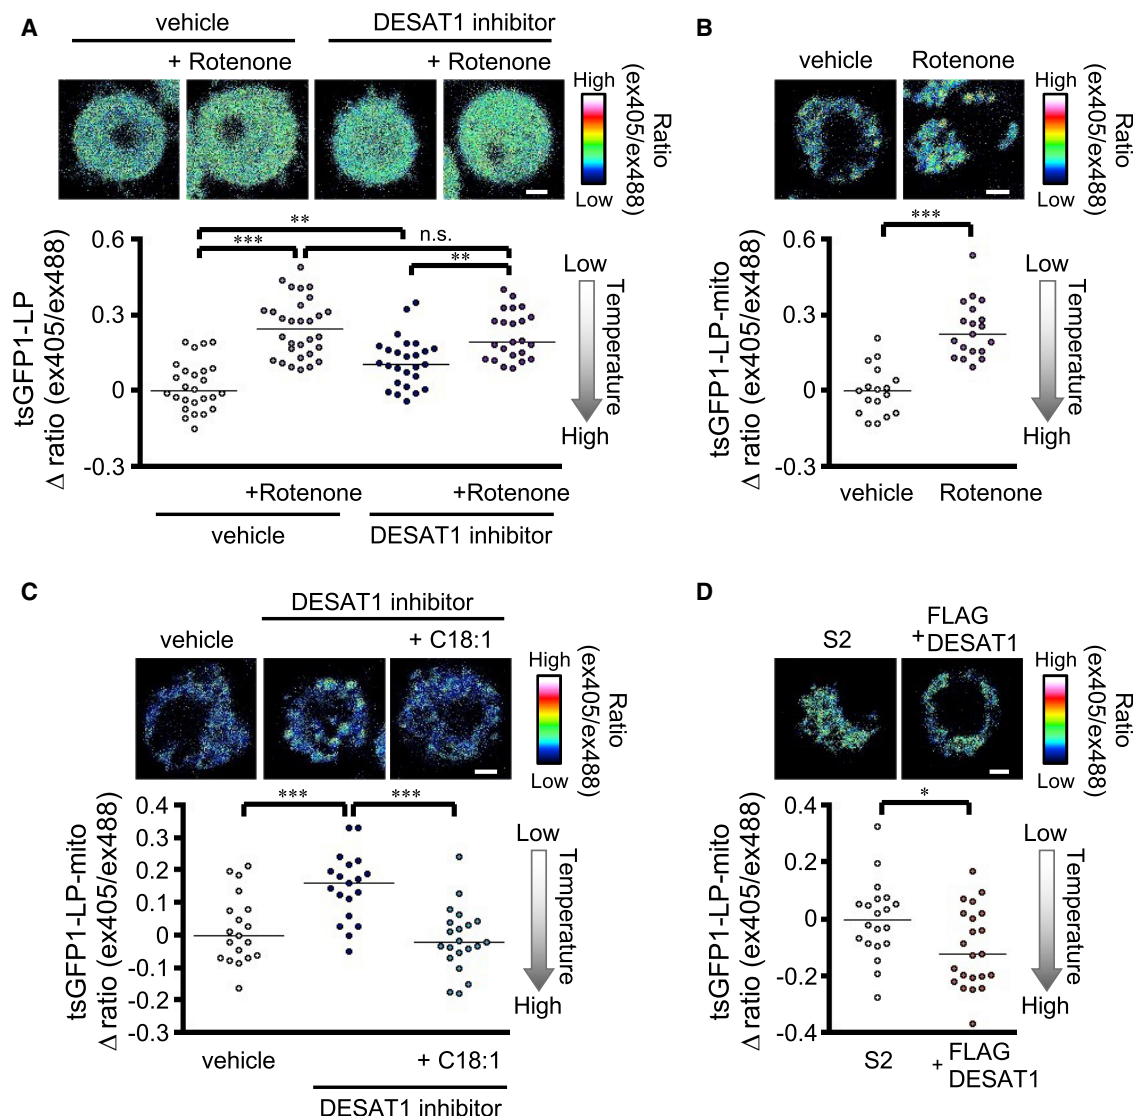 A
vehicle
DESAT1 inhibitor
+ Rotenone
+ Rotenone
High
Low
Ratio
(ex405/ex488)
**
***
n.s.
**
tsGFP1-LP
Δ ratio (ex405/ex488)
0.6
0.3
0
-0.3
Low
Temperature
High
+Rotenone
+Rotenone
vehicle
DESAT1 inhibitor
B
vehicle
Rotenone
High
Low
Ratio
(ex405/ex488)
***
tsGFP1-LP-mito
Δ ratio (ex405/ex488)
0.6
0.3
0
-0.3
Low
Temperature
High
vehicle
Rotenone
C
DESAT1 inhibitor
vehicle
+ C18:1
High
Low
Ratio
(ex405/ex488)
***
***
tsGFP1-LP-mito
Δ ratio (ex405/ex488)
0.4
0.3
0.2
0.1
0
-0.1
-0.2
-0.3
Low
Temperature
High
vehicle
+ C18:1
DESAT1 inhibitor
D
S2
FLAG
+DESAT1
High
Low
Ratio
(ex405/ex488)
*
tsGFP1-LP-mito
Δ ratio (ex405/ex488)
0.4
0.2
0
-0.2
-0.4
Low
Temperature
High
S2
+ FLAG
DESAT1